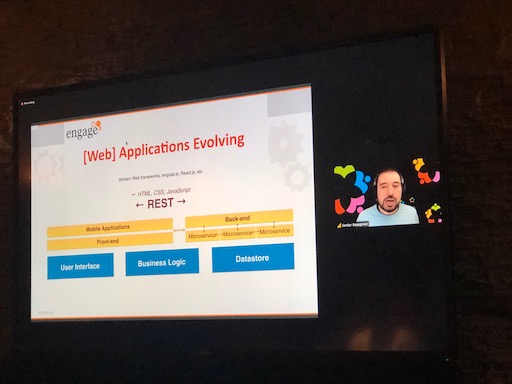 engage
[Web] Applications Evolving
Modern Web frameworks, Angular.js, React.js, etc.
← HTML, CSS, JavaScript
← REST →
Mobile Applications
Back-end
Front-end
Microservice
Microservice
Microservice
User Interface
Business Logic
Datastore